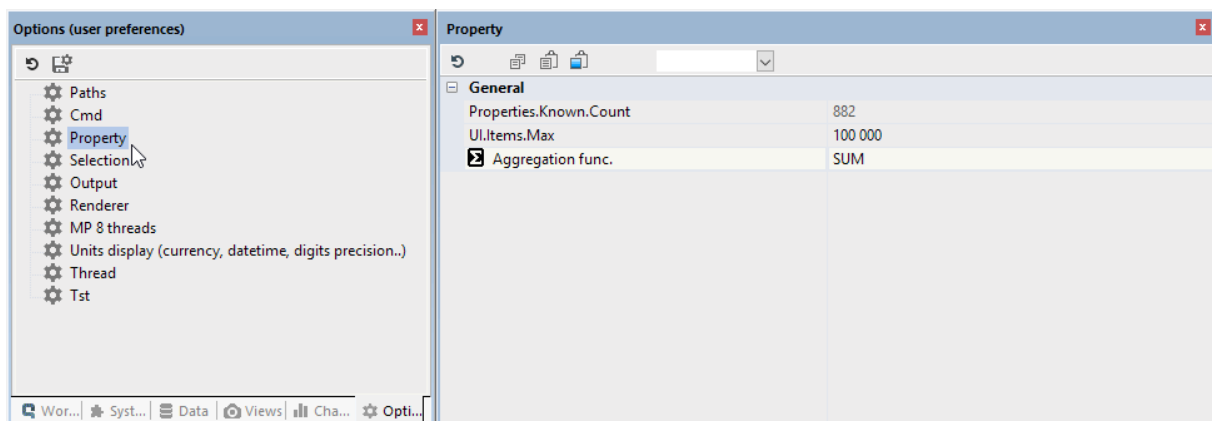 Options (user preferences)
Paths
Cmd
Property
Selection
Output
Renderer
MP 8 threads
Units display (currency, datetime, digits precision..)
Thread
Tst
Wor... Syst... Data Views Cha... Opti...
Property
General
Properties.Known.Count 882
UI.Items.Max 100 000
Aggregation func. SUM